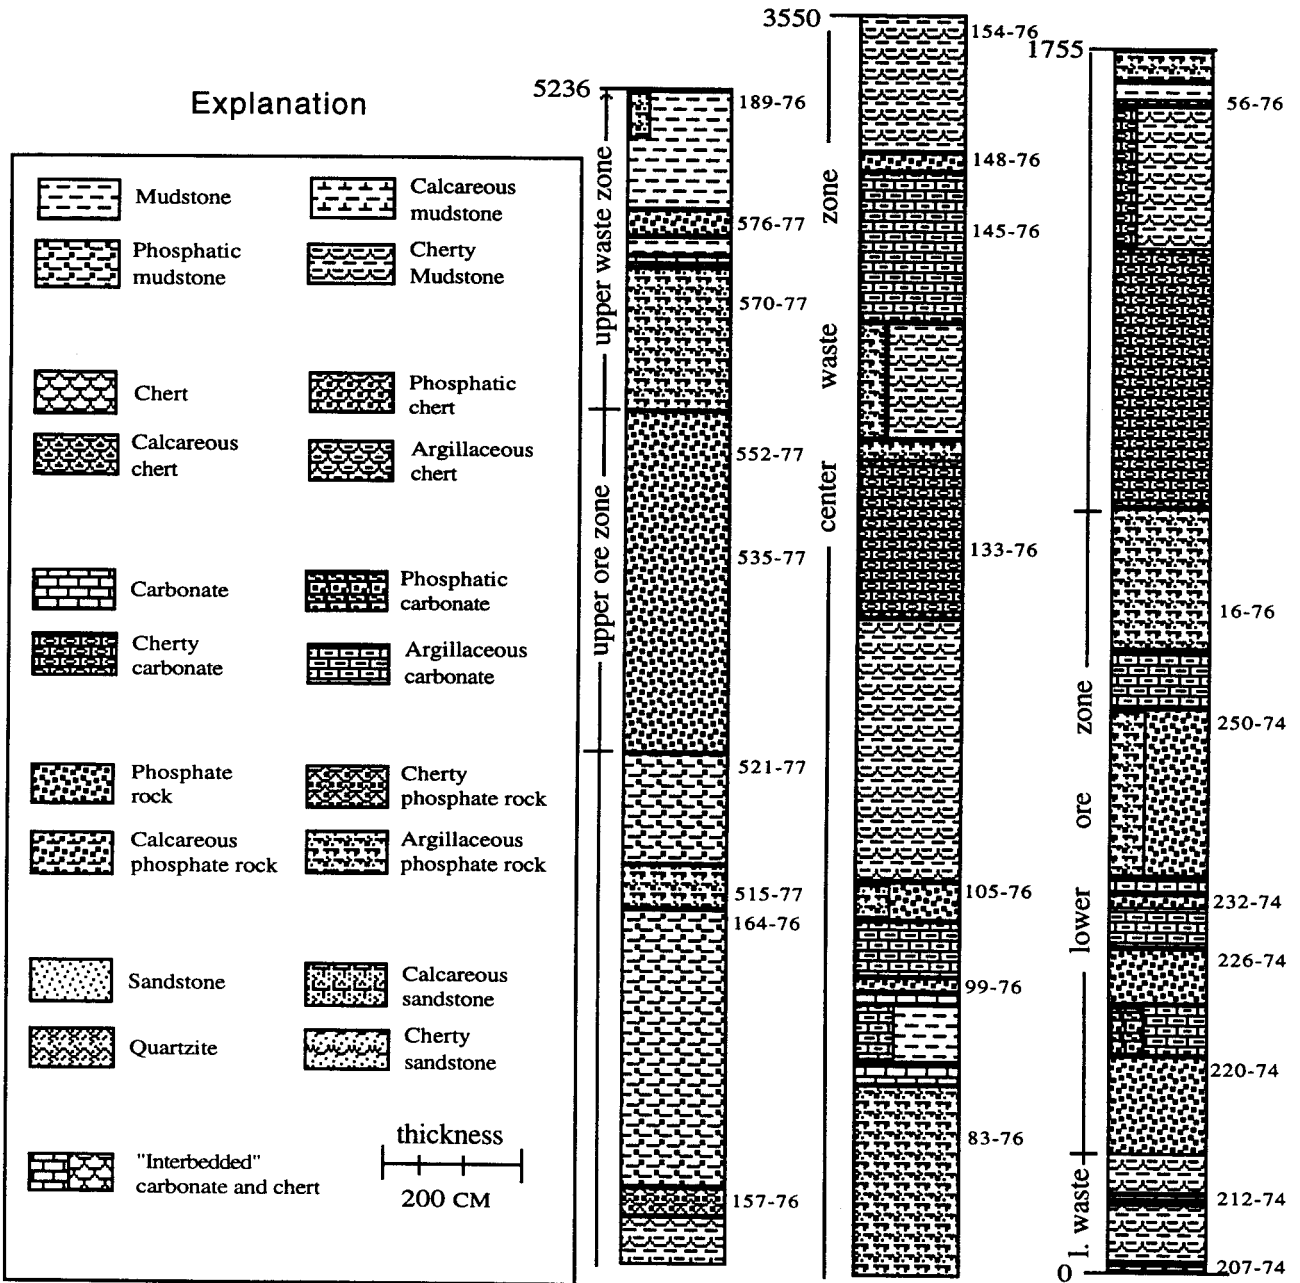 Explanation
Mudstone
Calcareous
mudstone
Phosphatic
mudstone
Cherty
Mudstone
Chert
Phosphatic
chert
Calcareous
chert
Argillaceous
chert
Carbonate
Phosphatic
carbonate
Cherty
carbonate
Argillaceous
carbonate
Phosphate
rock
Cherty
phosphate rock
Calcareous
phosphate rock
Argillaceous
phosphate rock
Sandstone
Calcareous
sandstone
Quartzite
Cherty
sandstone
"Interbedded"
carbonate and chert
thickness
200 CM
5236
upper waste zone
upper ore zone
189-76
576-77
570-77
552-77
535-77
521-77
515-77
164-76
157-76
3550
center waste zone
154-76
148-76
145-76
133-76
105-76
99-76
83-76
1755
lower ore zone
l. waste
0
56-76
16-76
250-74
232-74
226-74
220-74
212-74
207-74